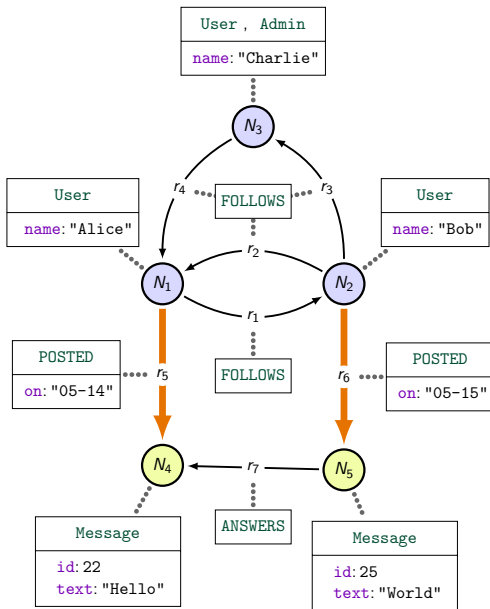 User , Admin
name: "Charlie"
N3
r4
r3
FOLLOWS
User
name: "Alice"
User
name: "Bob"
r2
N1
N2
r1
POSTED
on: "05-14"
r5
FOLLOWS
r6
POSTED
on: "05-15"
N4
r7
N5
ANSWERS
Message
id: 22
text: "Hello"
Message
id: 25
text: "World"